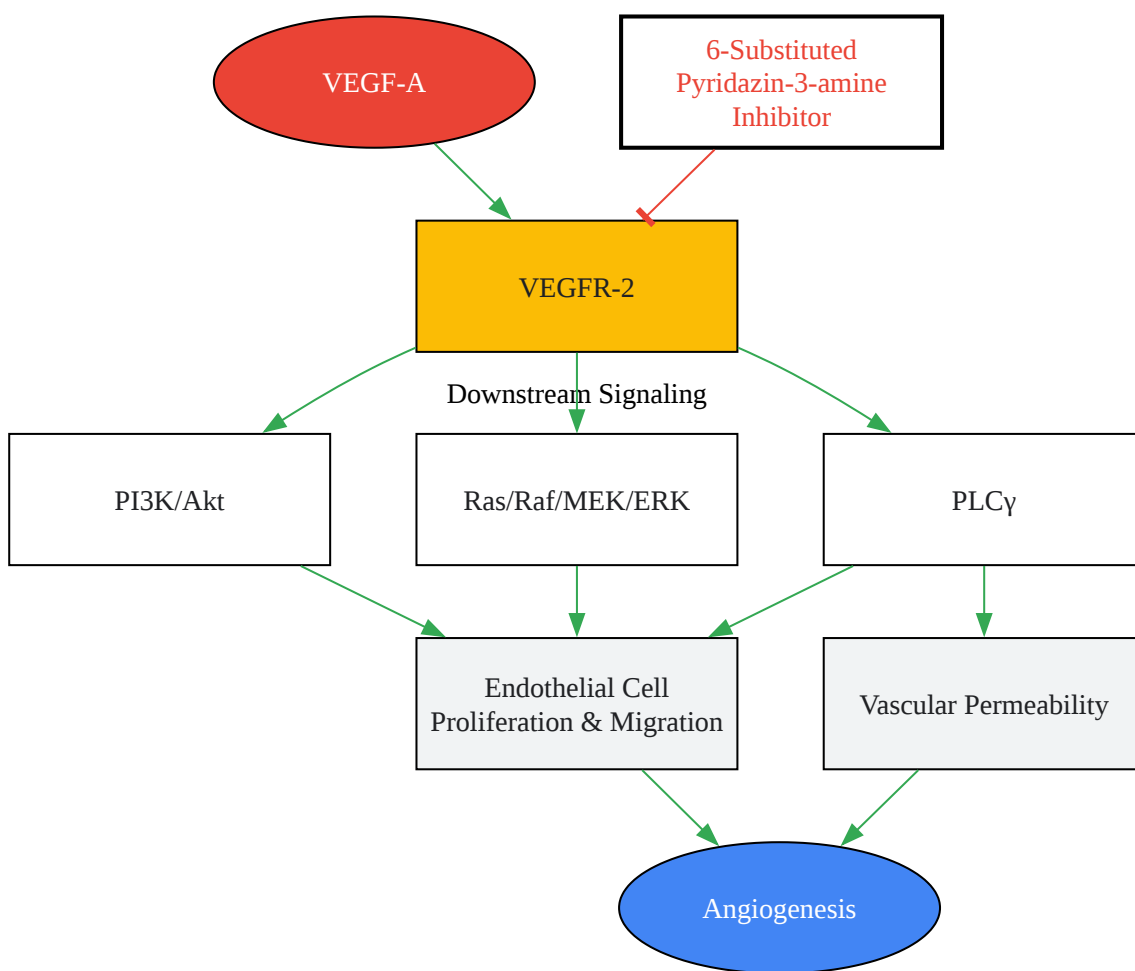 VEGF-A
6-Substituted
Pyridazin-3-amine
Inhibitor
VEGFR-2
Downstream Signaling
PI3K/Akt
Ras/Raf/MEK/ERK
PLCγ
Endothelial Cell
Proliferation & Migration
Vascular Permeability
Angiogenesis